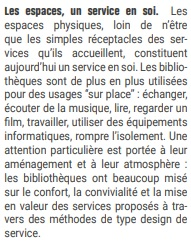 Les espaces, un service en soi. Les
espaces physiques, loin de n'être
que les simples réceptacles des ser-
vices qu'ils accueillent, constituent
aujourd'hui un service en soi. Les biblio-
thèques sont de plus en plus utilisées
pour des usages "sur place" : échanger,
écouter de la musique, lire, regarder un
film, travailler, utiliser des équipements
informatiques, rompre l'isolement. Une
attention particulière est portée à leur
aménagement et à leur atmosphère :
les bibliothèques ont beaucoup misé
sur le confort, la convivialité et la mise
en valeur des services proposés à tra-
vers des méthodes de type design de
service.